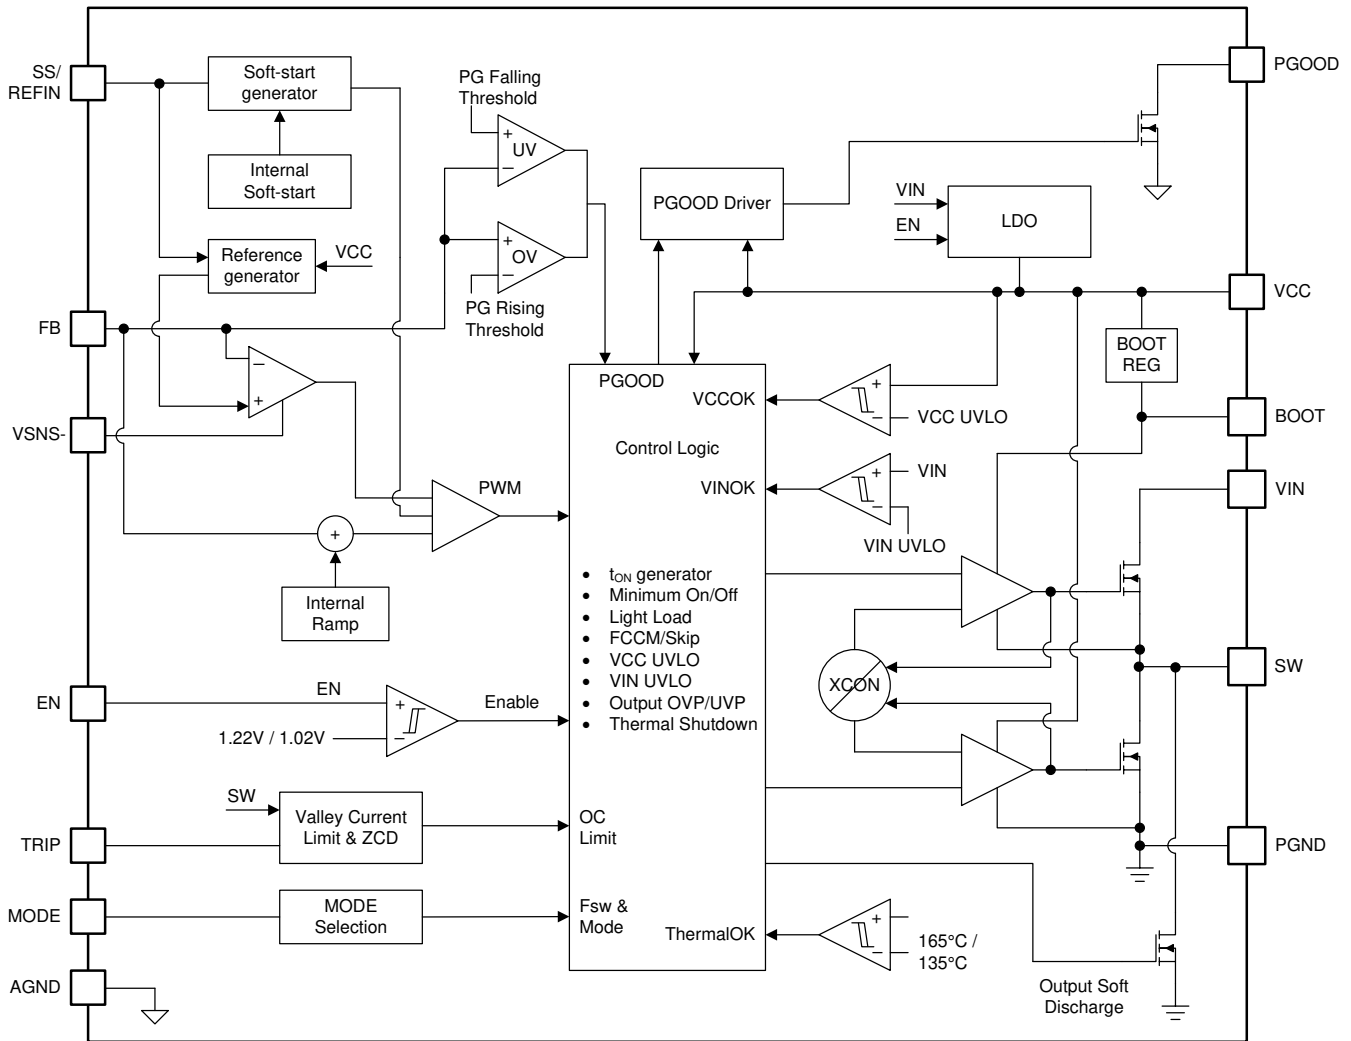 SS/
REFIN
Soft-start
generator
Internal
Soft-start
Reference
generator
VCC
FB
VSNS-
PG Falling
Threshold
+
UV
−
+
OV
−
PG Rising
Threshold
PGOOD Driver
VIN
EN
LDO
PGOOD
VCC
BOOT
REG
BOOT
VIN
SW
PGND
−
+
PWM
+
Internal
Ramp
PGOOD
VCCOK
+
−
VCC UVLO
Control Logic
VINOK
+
−
VIN
VIN UVLO
• tON generator
• Minimum On/Off
• Light Load
• FCCM/Skip
• VCC UVLO
• VIN UVLO
• Output OVP/UVP
• Thermal Shutdown
XCON
EN
EN
+
−
1.22V / 1.02V
Enable
SW
TRIP
Valley Current
Limit & ZCD
OC
Limit
MODE
MODE
Selection
Fsw &
Mode
ThermalOK
+
−
165°C /
135°C
Output Soft
Discharge
AGND